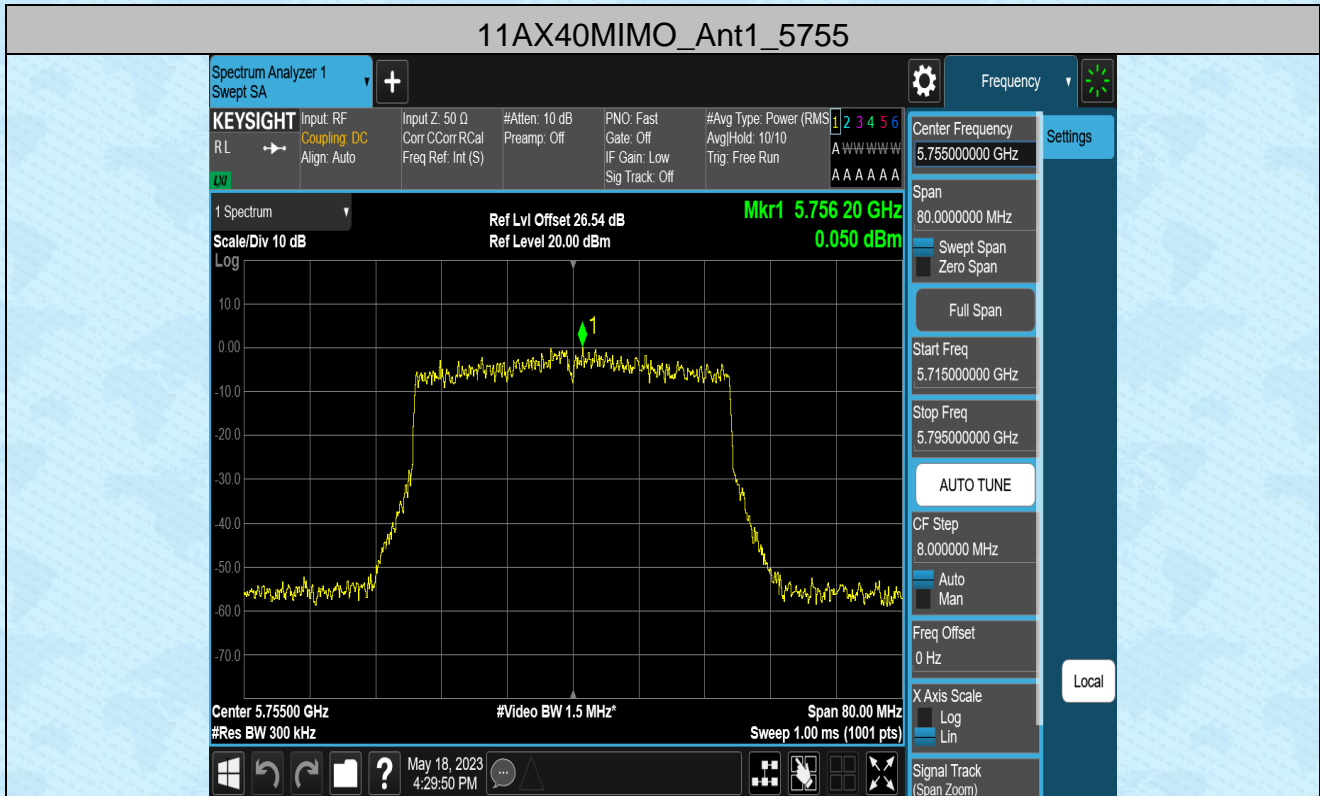 11AX40MIMO_Ant1_5755
Spectrum Analyzer 1
Swept SA
Frequency
KEYSIGHT
R L
LXI
Input: RF
Coupling: DC
Align: Auto
Input Z: 50 Ω
Corr CCorr RCal
Freq Ref: Int (S)
#Atten: 10 dB
Preamp: Off
PNO: Fast
Gate: Off
IF Gain: Low
Sig Track: Off
#Avg Type: Power (RMS
Avg|Hold: 10/10
Trig: Free Run
1 2 3 4 5 6
A W W W W W
A A A A A A
1 Spectrum
Scale/Div 10 dB
Log
Ref Lvl Offset 26.54 dB
Ref Level 20.00 dBm
Mkr1 5.756 20 GHz
0.050 dBm
10.0
0.00
-10.0
-20.0
-30.0
-40.0
-50.0
-60.0
-70.0
1
Center 5.75500 GHz
#Res BW 300 kHz
#Video BW 1.5 MHz*
Span 80.00 MHz
Sweep 1.00 ms (1001 pts)
?
May 18, 2023
4:29:50 PM
Center Frequency
5.755000000 GHz
Span
80.0000000 MHz
Swept Span
Zero Span
Full Span
Start Freq
5.715000000 GHz
Stop Freq
5.795000000 GHz
AUTO TUNE
CF Step
8.000000 MHz
Auto
Man
Freq Offset
0 Hz
X Axis Scale
Log
Lin
Signal Track
(Span Zoom)
Settings
Local